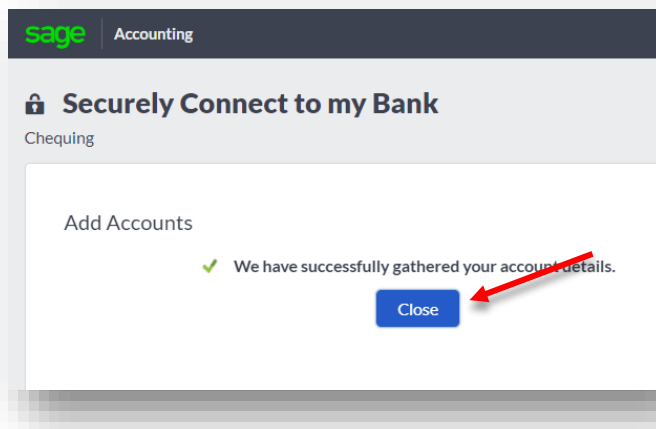 sage Accounting
Securely Connect to my Bank
Chequing
Add Accounts
We have successfully gathered your account details.
Close